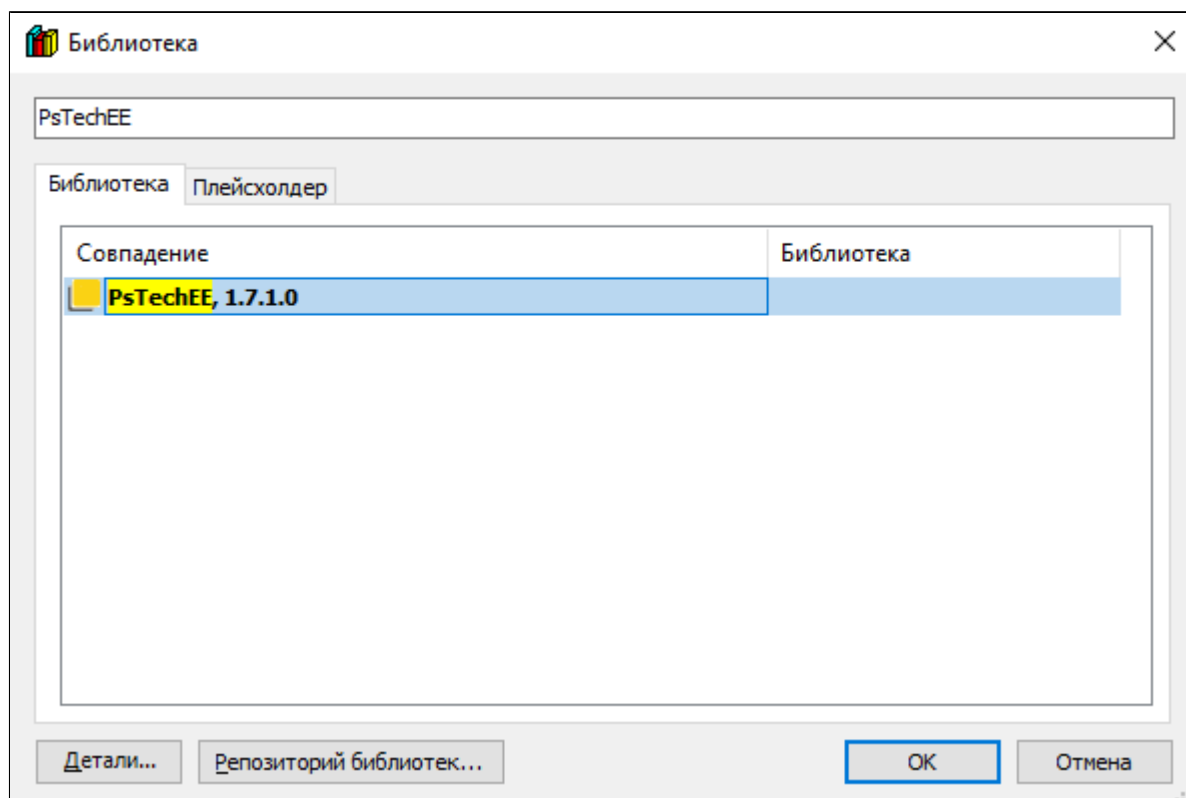 Библиотека
PsTechEE
Библиотека Плейсхолдер
Совпадение Библиотека
PsTechEE, 1.7.1.0
Детали... Репозиторий библиотек... OK Отмена